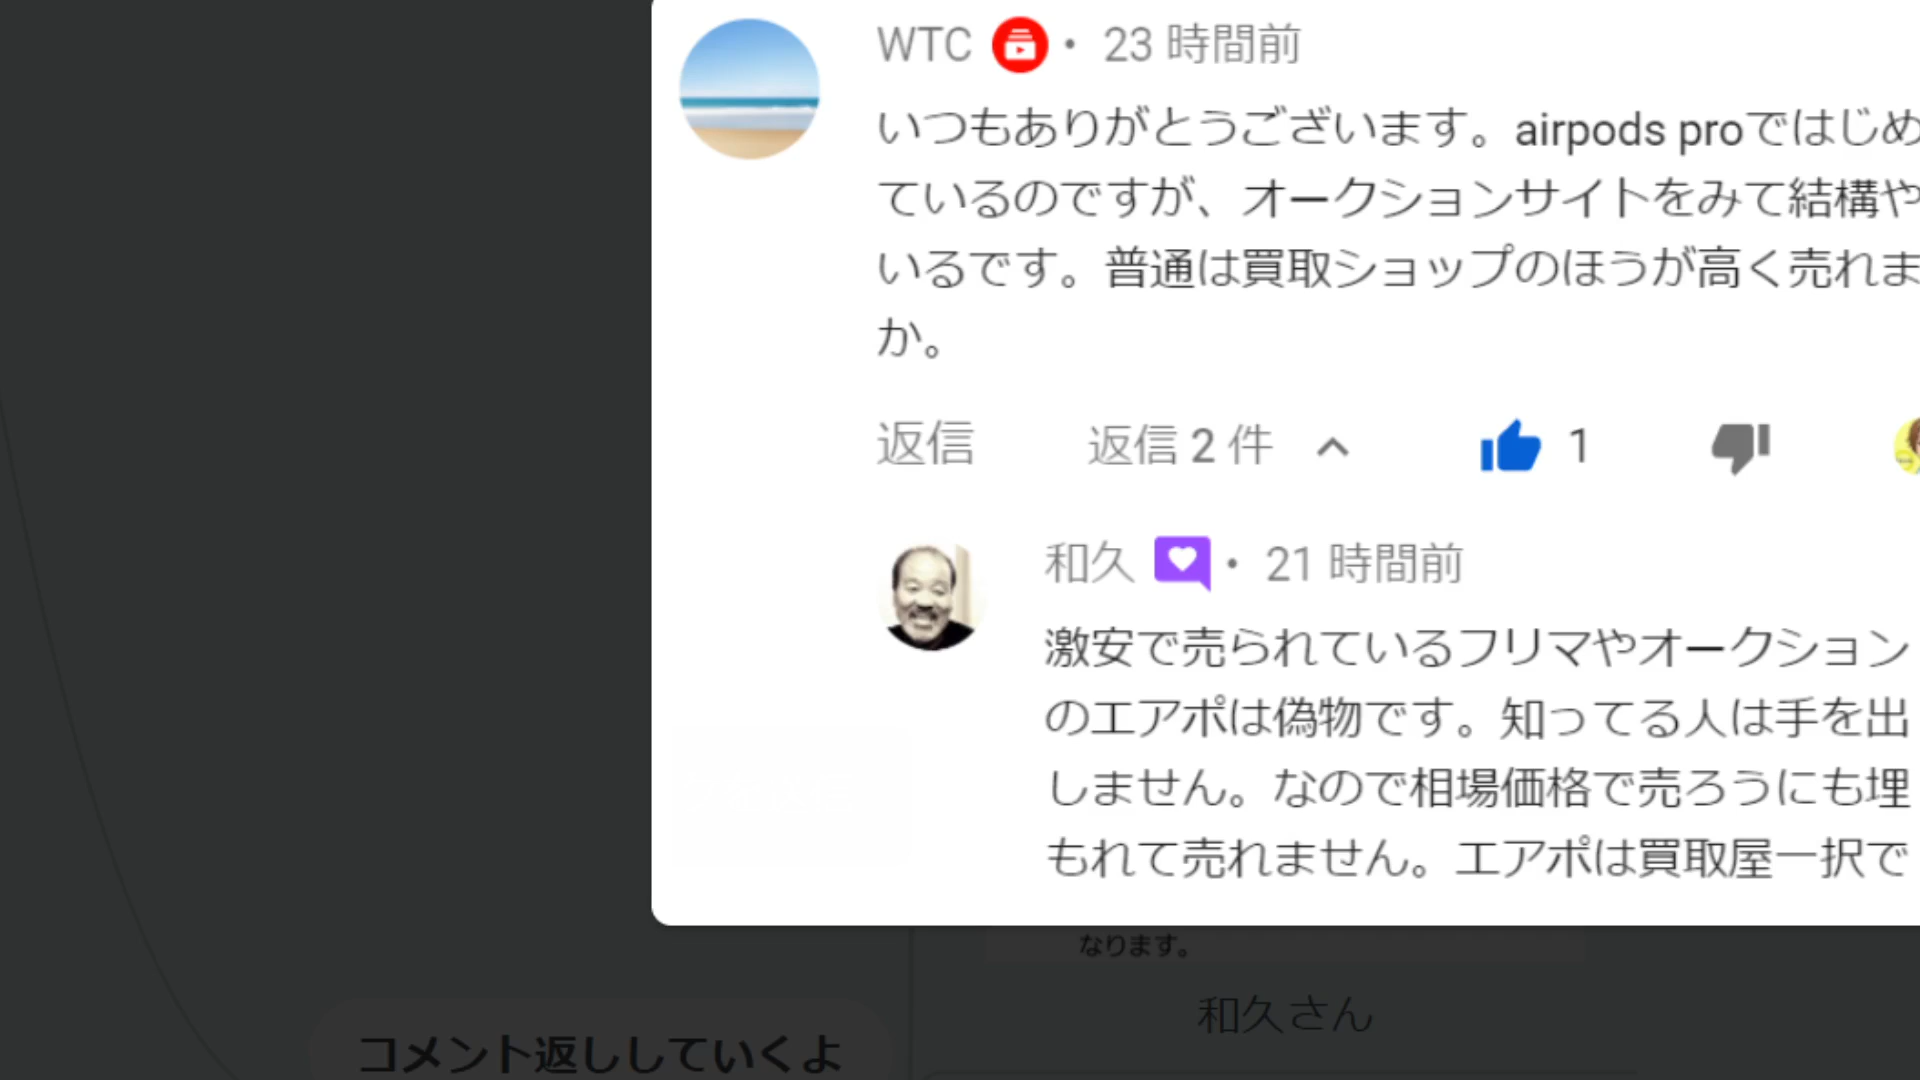 WTC • 23 時間前
いつもありがとうございます。airpods proではじめ
ているのですが、オークションサイトをみて結構や
いるです。普通は買取ショップのほうが高く売れま
か。
返信 返信 2 件 1
和久 • 21 時間前
激安で売られているフリマやオークション
のエアポは偽物です。知ってる人は手を出
しません。なので相場価格で売ろうにも埋
もれて売れません。エアポは買取屋一択で
なります。
和久さん
コメント返ししていくよ